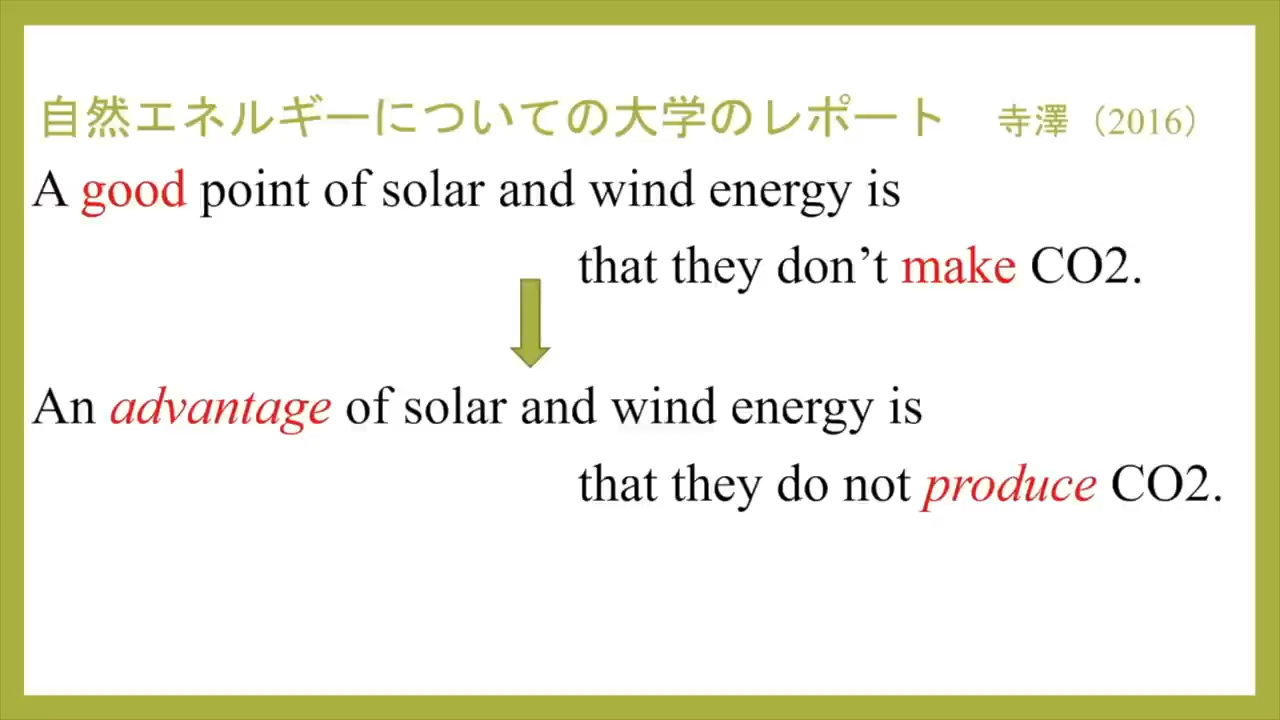 自然エネルギーについての大学のレポート 寺澤（2016）
A good point of solar and wind energy is
that they don’t make CO2.
An advantage of solar and wind energy is
that they do not produce CO2.